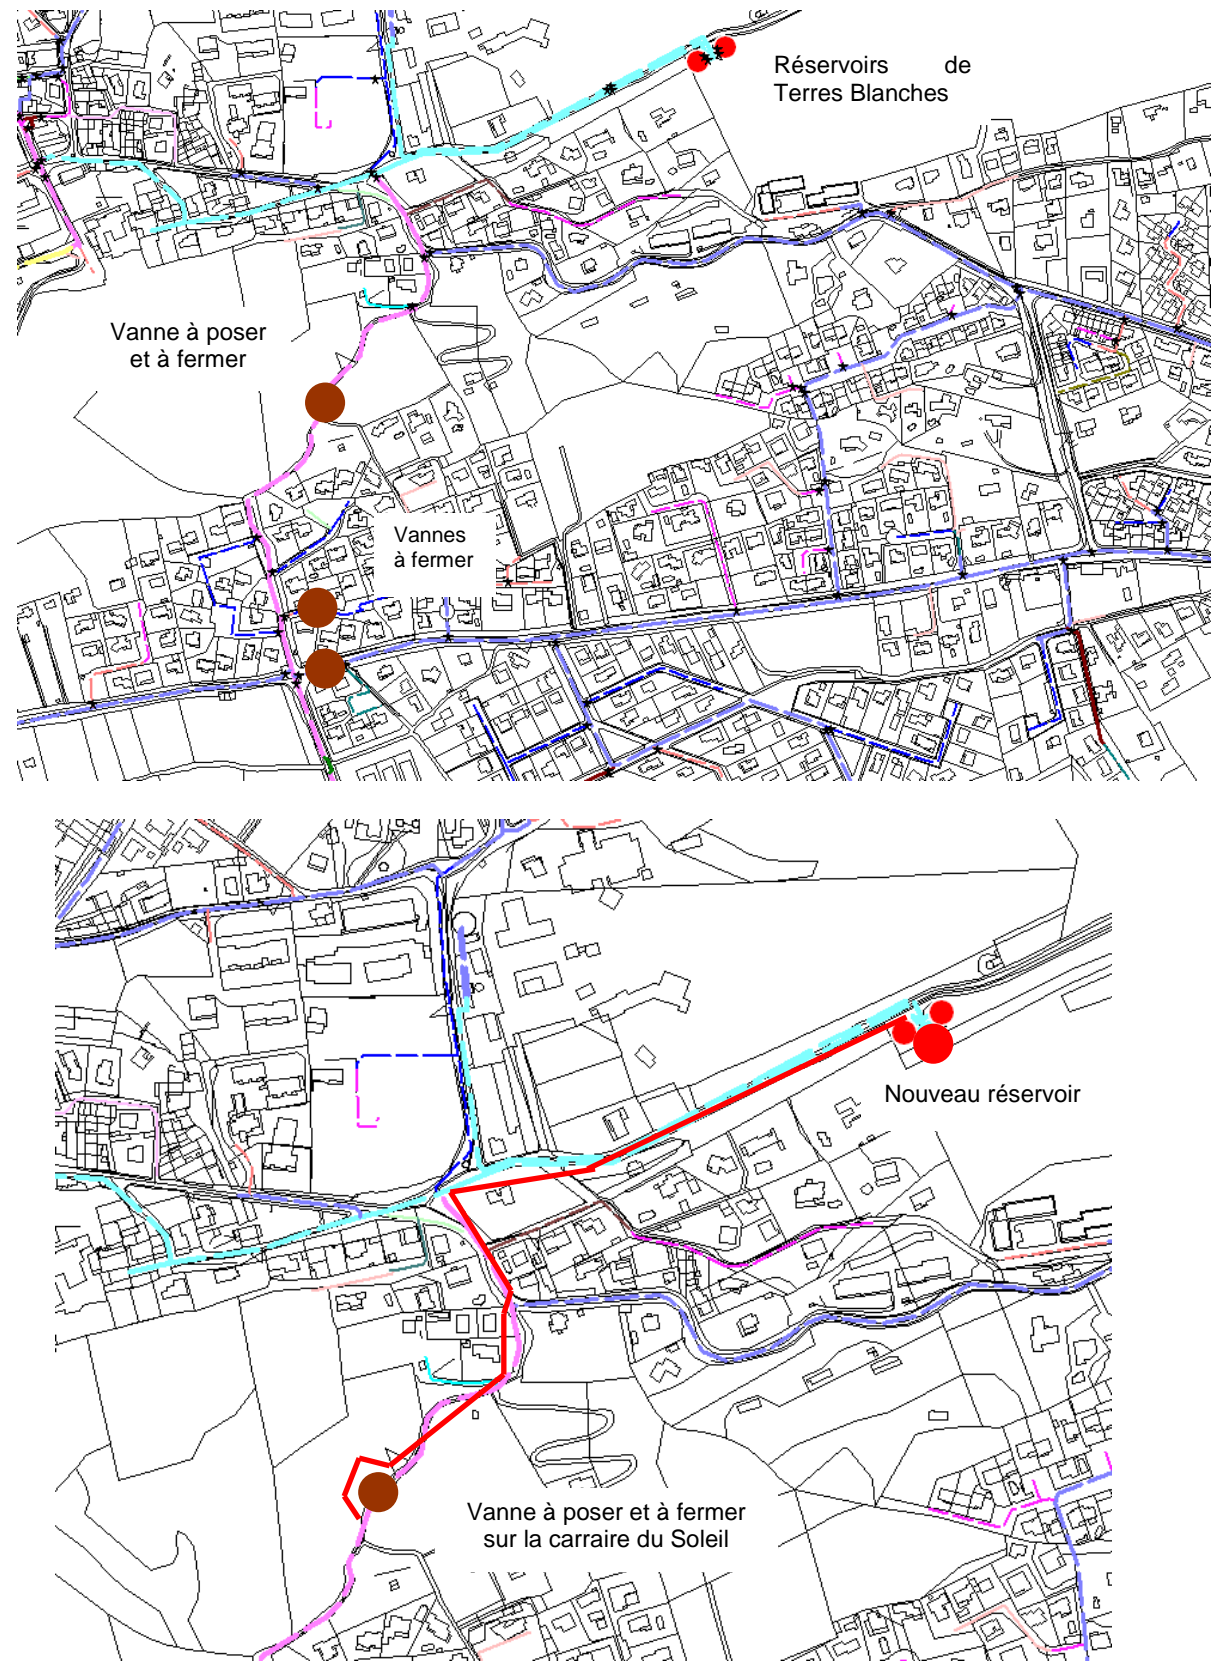 Réservoirs de
Terres Blanches
Vanne à poser
et à fermer
Vannes
à fermer
Nouveau réservoir
Vanne à poser et à fermer
sur la carraire du Soleil